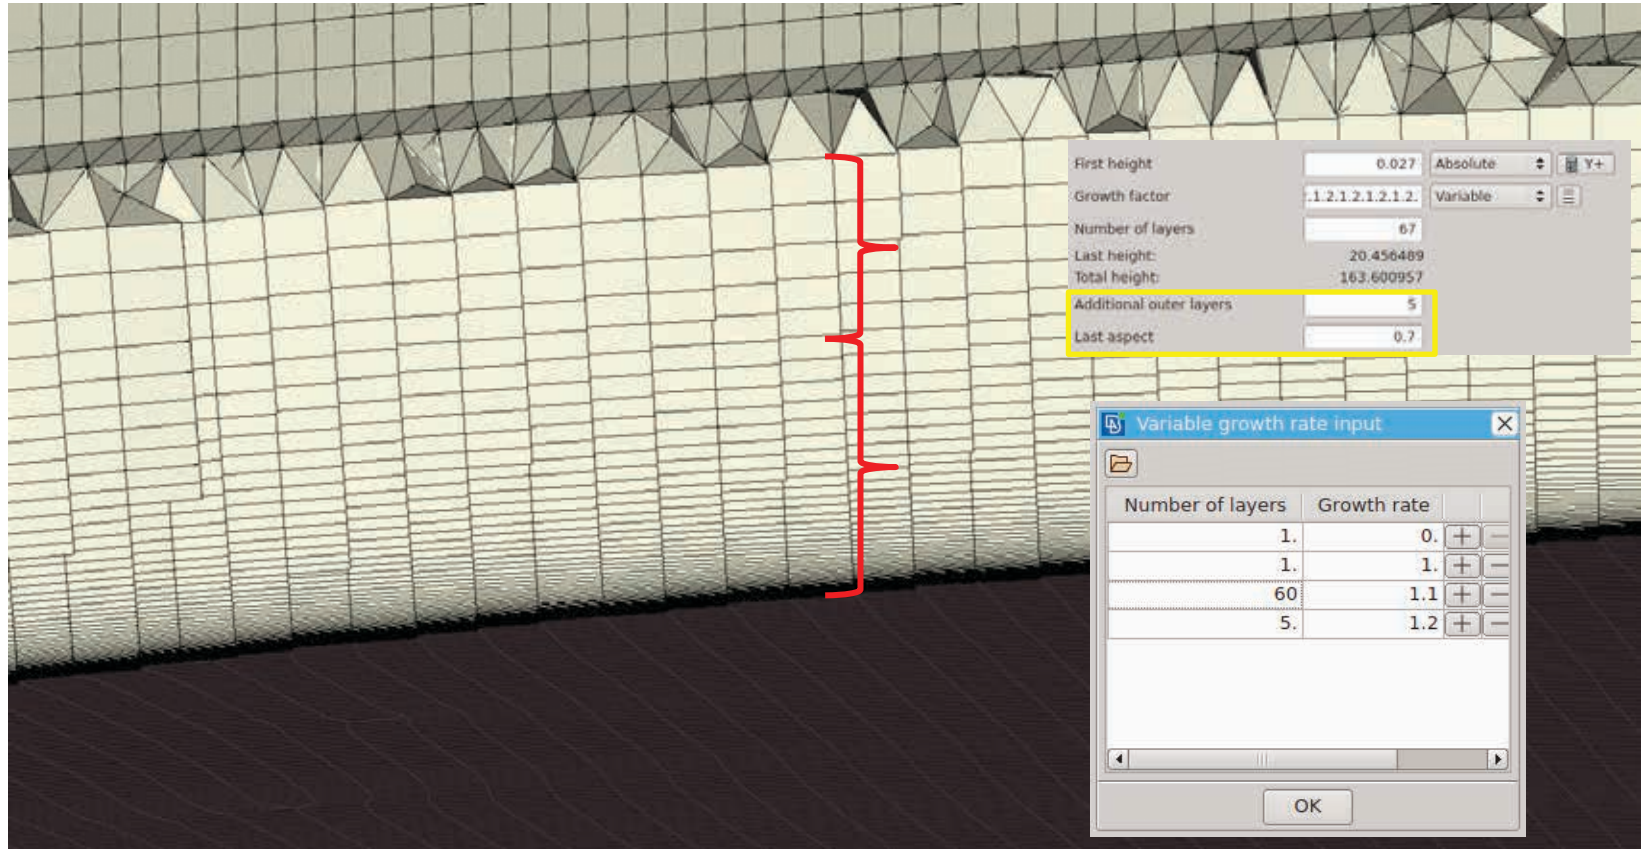 First height 0.027 Absolute Y+
Growth factor .1.2.1.2.1.2.1.2. Variable
Number of layers 67
Last height: 20.456489
Total height: 163.600957
Additional outer layers 5
Last aspect 0.7
Variable growth rate input
Number of layers Growth rate
1. 0.
1. 1.
60 1.1
5. 1.2
OK